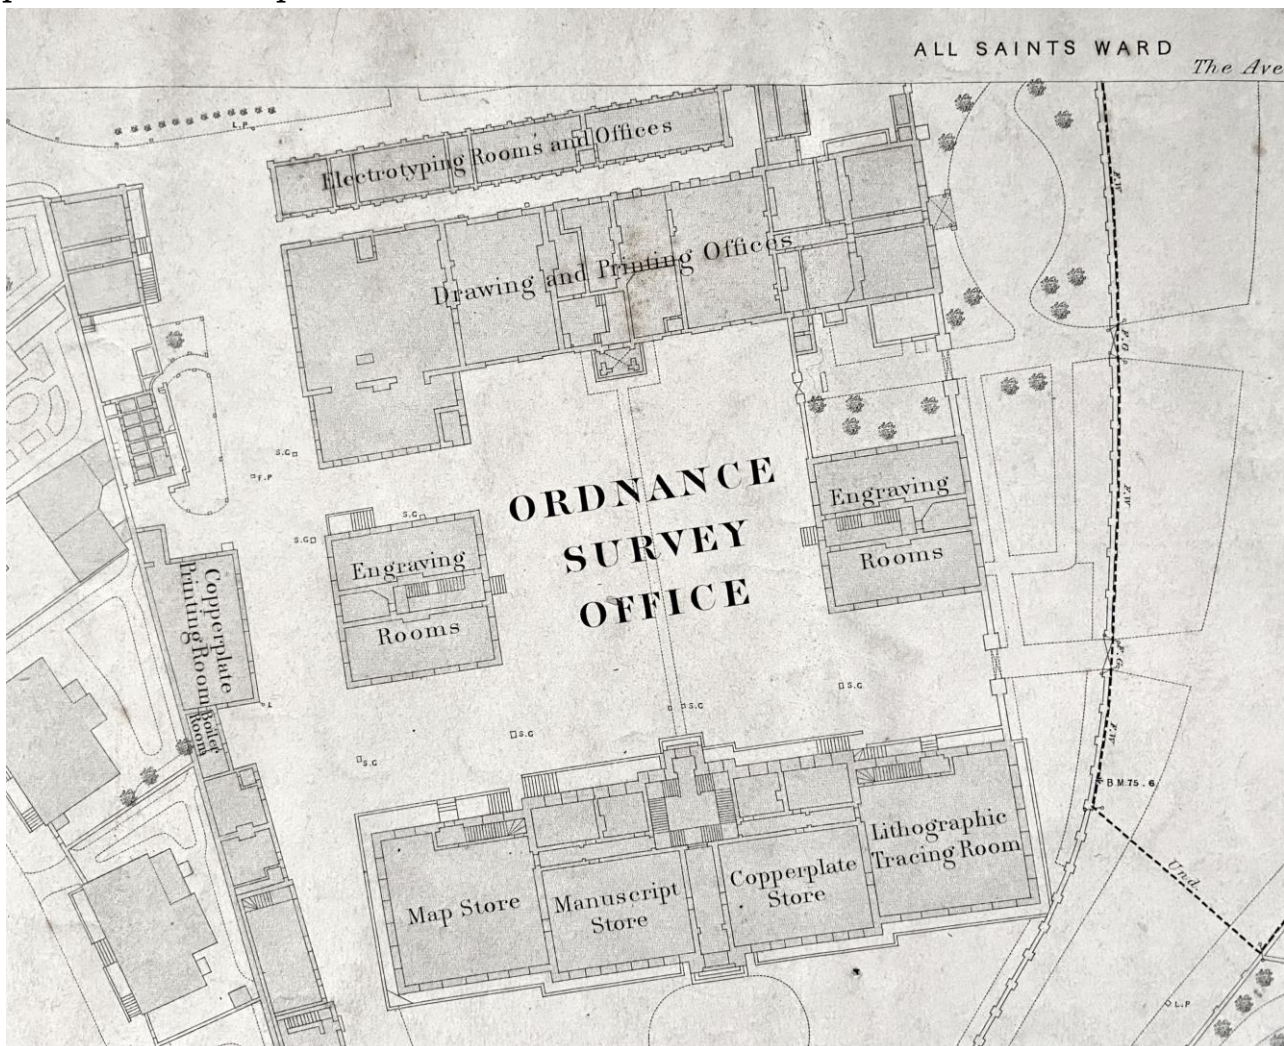 ALL SAINTS WARD
The Ave
L.P
Electrotyping Rooms and Offices
Drawing and Printing Offices
F.W
F.G
S.G
F.P
ORDNANCE
SURVEY
OFFICE
Engraving
Rooms
F.W
S.G
S.G
Engraving
Rooms
Copperplate
Printing Room
Boiler
Room
L
F.G
S.G
S.G
S.G
S.G
F.W
B.M.75.6
Map Store
Manuscript
Store
Copperplate
Store
Lithographic
Tracing Room
Und.
L.P